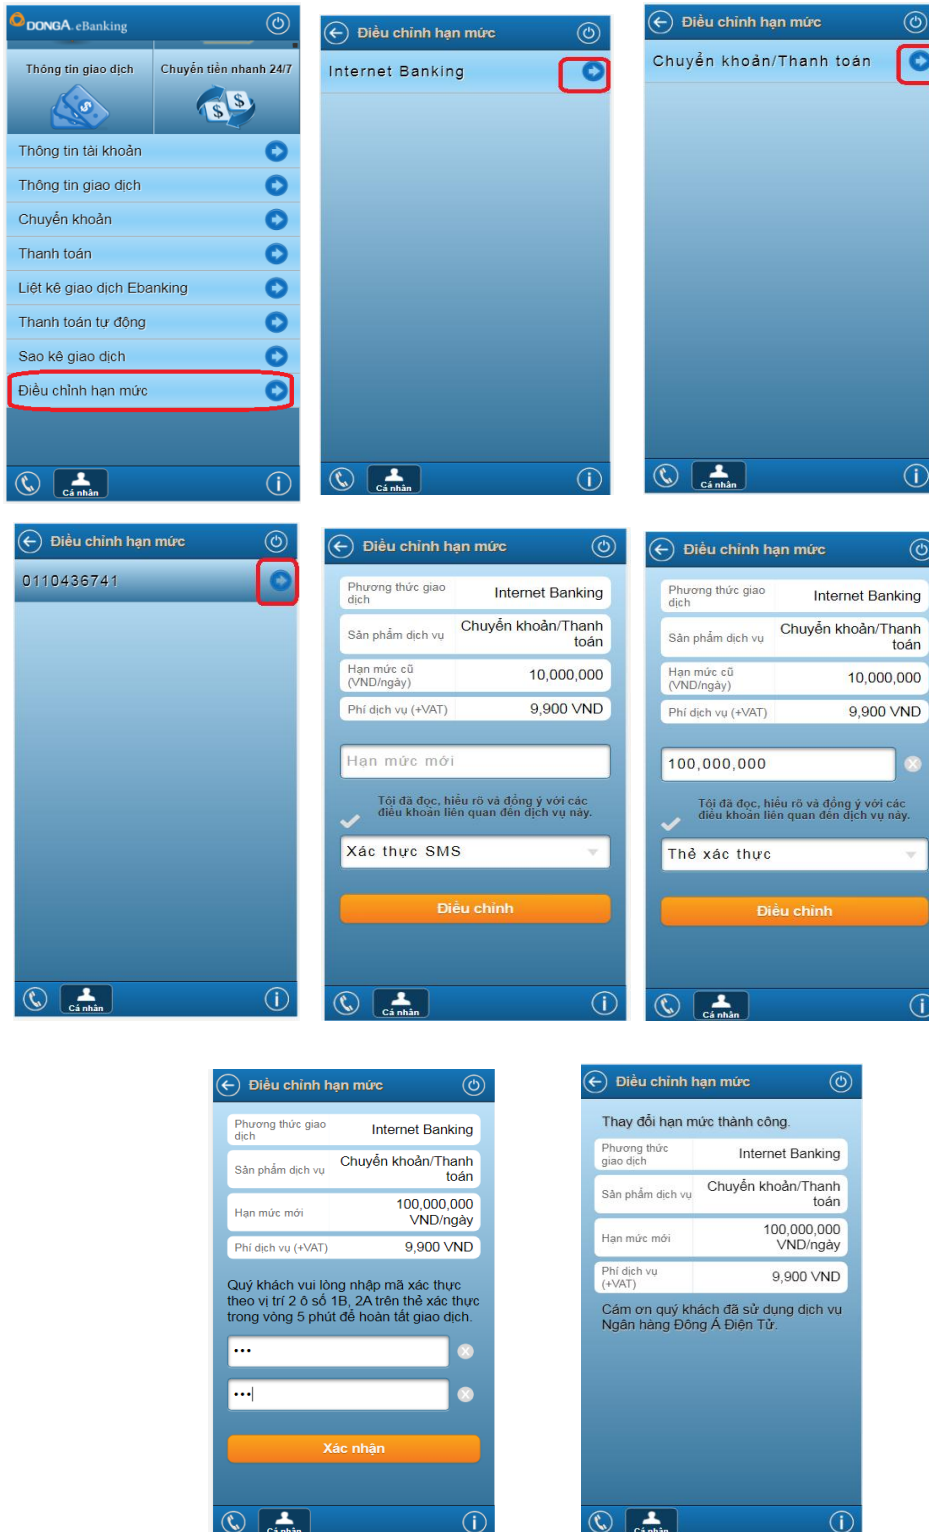 DONGA eBanking
Thông tin giao dịch
Chuyển tiền nhanh 24/7
Thông tin tài khoản
Thông tin giao dịch
Chuyển khoản
Thanh toán
Liệt kê giao dịch Ebanking
Thanh toán tự động
Sao kê giao dịch
Điều chỉnh hạn mức
Cá nhân
Điều chỉnh hạn mức
Internet Banking
Cá nhân
Điều chỉnh hạn mức
Chuyển khoản/Thanh toán
Cá nhân
Điều chỉnh hạn mức
0110436741
Cá nhân
Điều chỉnh hạn mức
Phương thức giao
dịch
Internet Banking
Sản phẩm dịch vụ
Chuyển khoản/Thanh
toán
Hạn mức cũ
(VND/ngày)
10,000,000
Phí dịch vụ (+VAT)
9,900 VND
Hạn mức mới
Tôi đã đọc, hiểu rõ và đồng ý với các
điều khoản liên quan đến dịch vụ này.
Xác thực SMS
Điều chỉnh
Cá nhân
Điều chỉnh hạn mức
Phương thức giao
dịch
Internet Banking
Sản phẩm dịch vụ
Chuyển khoản/Thanh
toán
Hạn mức cũ
(VND/ngày)
10,000,000
Phí dịch vụ (+VAT)
9,900 VND
100,000,000
Tôi đã đọc, hiểu rõ và đồng ý với các
điều khoản liên quan đến dịch vụ này.
Thẻ xác thực
Điều chỉnh
Cá nhân
Điều chỉnh hạn mức
Phương thức giao
dịch
Internet Banking
Sản phẩm dịch vụ
Chuyển khoản/Thanh
toán
Hạn mức mới
100,000,000
VND/ngày
Phí dịch vụ (+VAT)
9,900 VND
Quý khách vui lòng nhập mã xác thực
theo vị trí 2 ô số 1B, 2A trên thẻ xác thực
trong vòng 5 phút để hoàn tất giao dịch.
•••
•••
Xác nhận
Cá nhân
Điều chỉnh hạn mức
Thay đổi hạn mức thành công.
Phương thức
giao dịch
Internet Banking
Sản phẩm dịch vụ
Chuyển khoản/Thanh
toán
Hạn mức mới
100,000,000
VND/ngày
Phí dịch vụ
(+VAT)
9,900 VND
Cám ơn quý khách đã sử dụng dịch vụ
Ngân hàng Đông Á Điện Tử.
Cá nhân